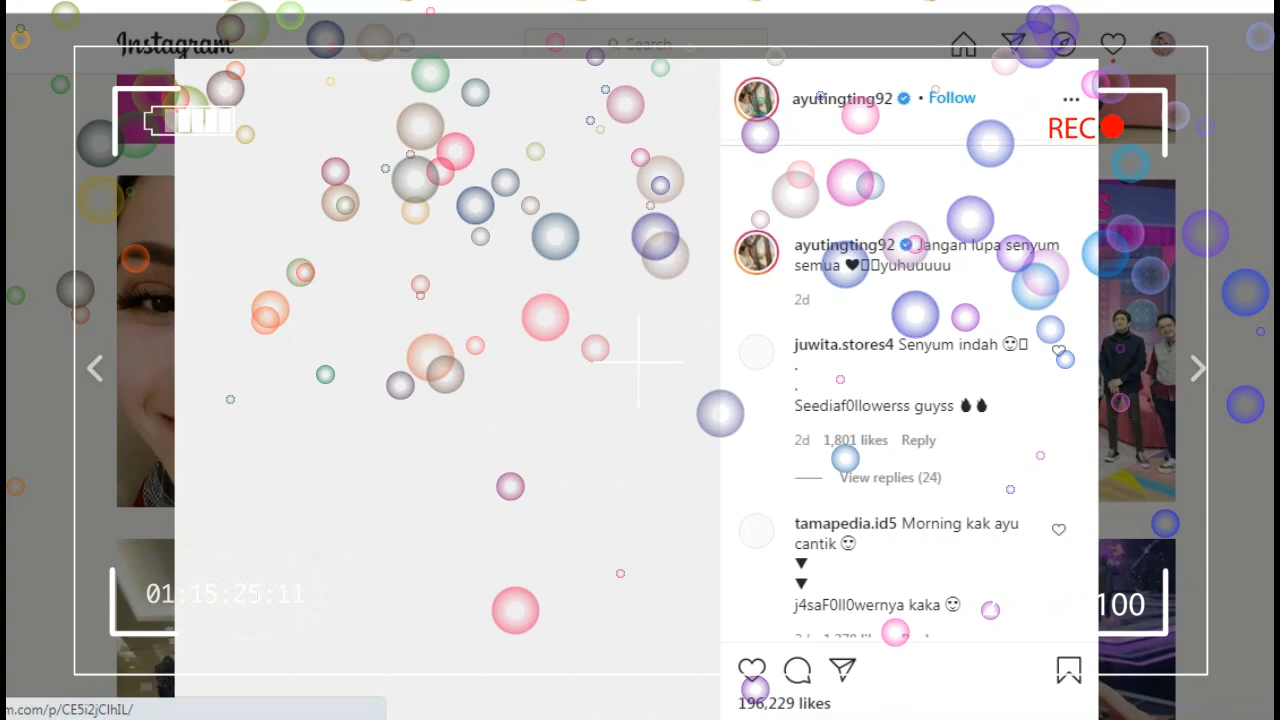 Instagram
Search
ayutingting92 • Follow
REC
ayutingting92 Jangan lupa senyum
semua 🖤▯▯yuhuuuuu
2d
juwita.stores4 Senyum indah ☺▯
.
.
Seediaf0llowerss guyss
2d 1,801 likes Reply
View replies (24)
tamapedia.id5 Morning kak ayu
cantik ☺
▼
▼
j4saF0ll0wernya kaka ☺
01:15:25:11
100
196,229 likes
m.com/p/CE5i2jClhIL/